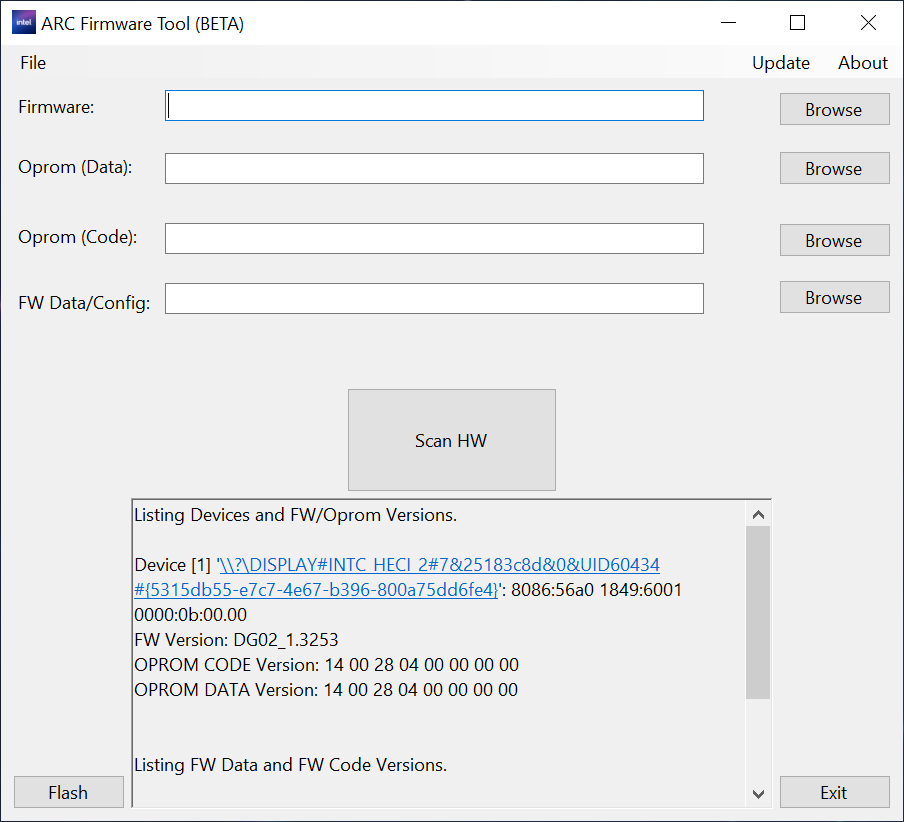 intel
ARC Firmware Tool (BETA)
File
Update
About
Firmware:
Browse
Oprom (Data):
Browse
Oprom (Code):
Browse
FW Data/Config:
Browse
Scan HW
Listing Devices and FW/Oprom Versions.
Device [1] '\\?\DISPLAY#INTC_HECI_2#7&25183c8d&0&UID60434
#{5315db55-e7c7-4e67-b396-800a75dd6fe4}': 8086:56a0 1849:6001
0000:0b:00.00
FW Version: DG02_1.3253
OPROM CODE Version: 14 00 28 04 00 00 00 00
OPROM DATA Version: 14 00 28 04 00 00 00 00
Listing FW Data and FW Code Versions.
Flash
Exit